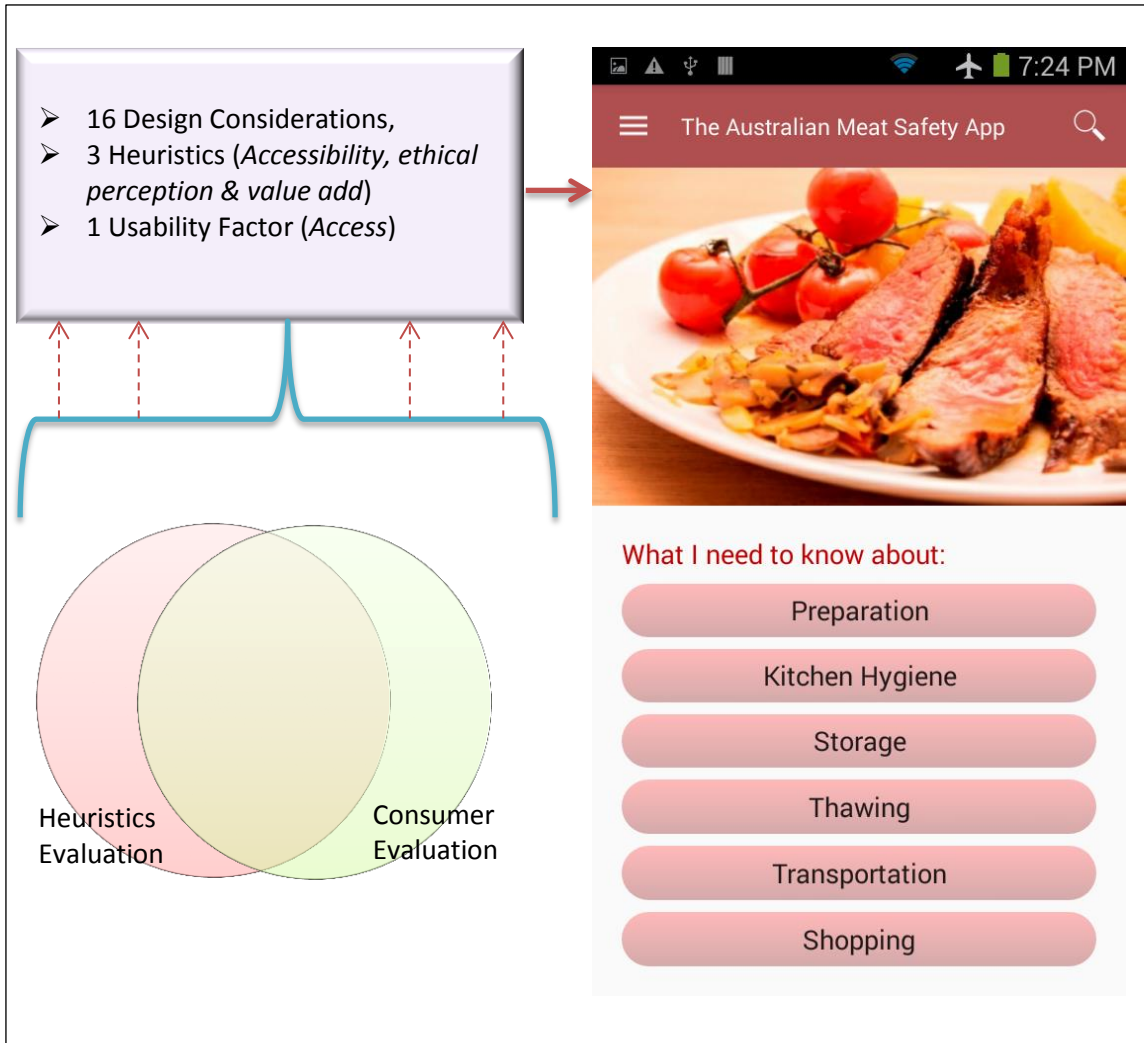 ➢ 16 Design Considerations,
➢ 3 Heuristics (Accessibility, ethical
perception & value add)
➢ 1 Usability Factor (Access)
Heuristics
Evaluation
Consumer
Evaluation
7:24 PM
The Australian Meat Safety App
What I need to know about:
Preparation
Kitchen Hygiene
Storage
Thawing
Transportation
Shopping